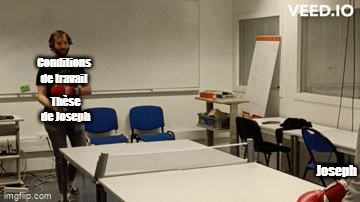 VEED.IO
Conditions
de travail
Thèse
de Joseph
Joseph
imgflip.com